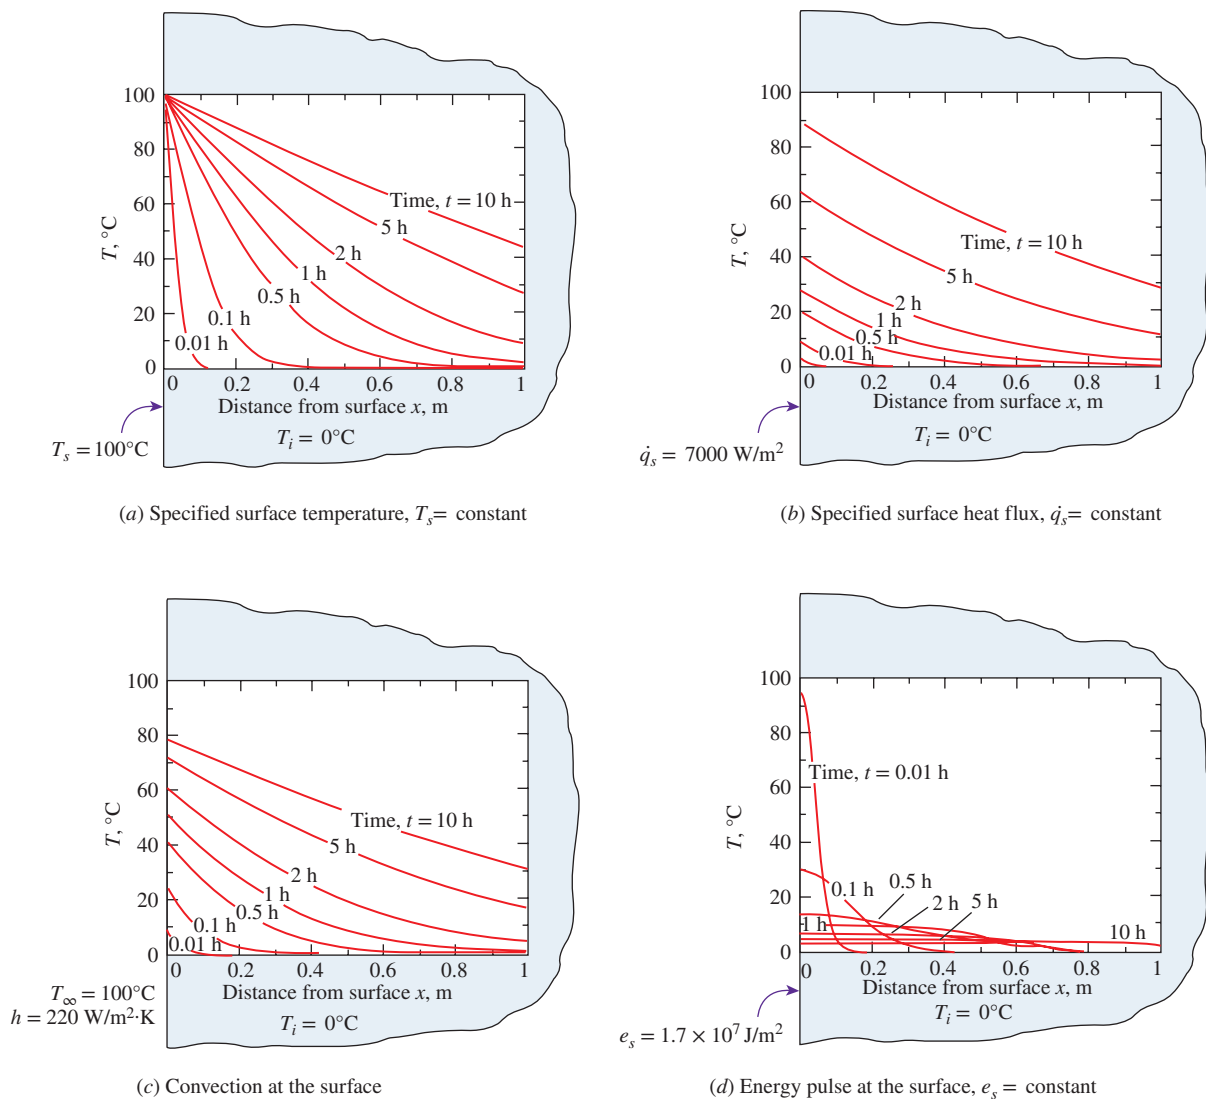 100
80
60
40
20
0
T, °C
Time, t = 10 h
5 h
2 h
1 h
0.5 h
0.1 h
0.01 h
0 0.2 0.4 0.6 0.8 1
Distance from surface x, m
T_i = 0°C
T_s = 100°C
(a) Specified surface temperature, T_s = constant
100
80
60
40
20
0
T, °C
Time, t = 10 h
5 h
2 h
1 h
0.5 h
0.01 h
0 0.2 0.4 0.6 0.8 1
Distance from surface x, m
T_i = 0°C
q̇_s = 7000 W/m²
(b) Specified surface heat flux, q̇_s = constant
100
80
60
40
20
0
T, °C
Time, t = 10 h
5 h
2 h
1 h
0.5 h
0.1 h
0.01 h
0 0.2 0.4 0.6 0.8 1
Distance from surface x, m
T_∞ = 100°C
h = 220 W/m²·K
T_i = 0°C
(c) Convection at the surface
100
80
60
40
20
0
T, °C
Time, t = 0.01 h
0.1 h
0.5 h
2 h
5 h
1 h
10 h
0 0.2 0.4 0.6 0.8 1
Distance from surface x, m
T_i = 0°C
e_s = 1.7 × 10⁷ J/m²
(d) Energy pulse at the surface, e_s = constant